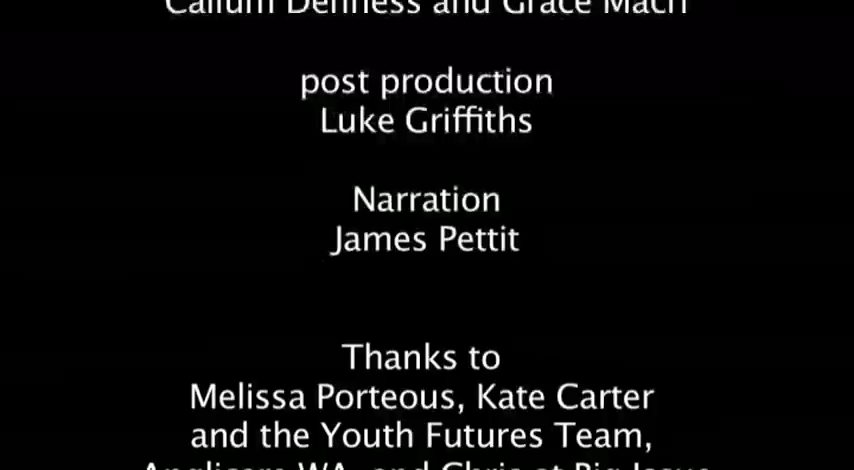 Callum Denness and Grace Mach
post production
Luke Griffiths
Narration
James Pettit
Thanks to
Melissa Porteous, Kate Carter
and the Youth Futures Team,
Anglicare WA, and Chris at Big Issue